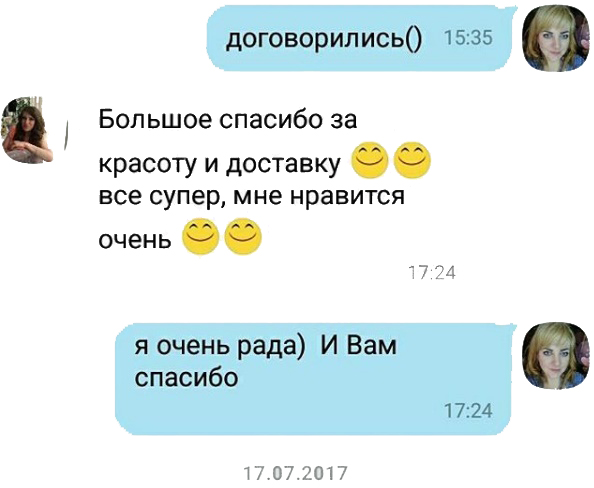 договорились() 15:35
Большое спасибо за
красоту и доставку 😊😊
все супер, мне нравится
очень 😊😊
17:24
я очень рада) И Вам
спасибо
17:24
17.07.2017